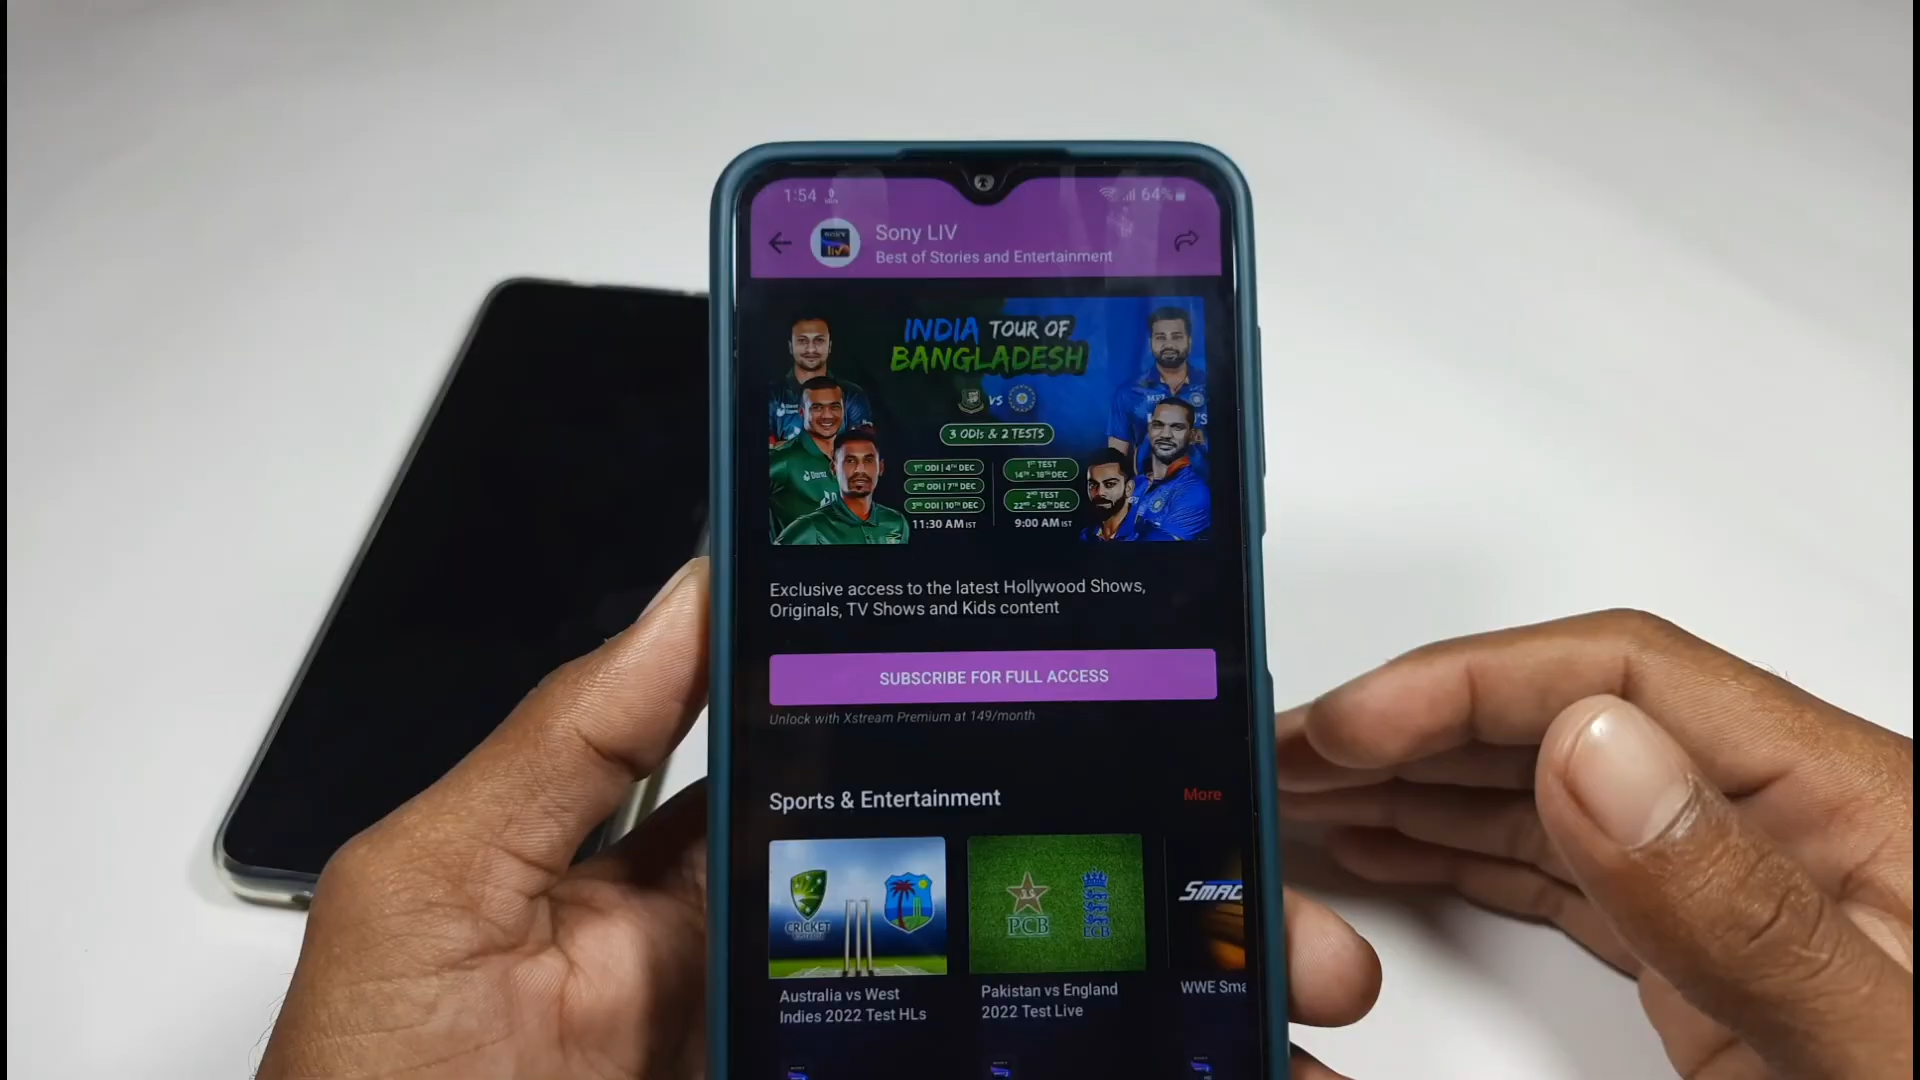 1:54
64%
Sony LIV
Best of Stories and Entertainment
INDIA TOUR OF
BANGLADESH
VS
3 ODIs & 2 TESTS
1ST ODI | 4TH DEC
2ND ODI | 7TH DEC
3RD ODI | 10TH DEC
11:30 AM IST
1ST TEST
14TH - 18TH DEC
2ND TEST
22ND - 26TH DEC
9:00 AM IST
Exclusive access to the latest Hollywood Shows,
Originals, TV Shows and Kids content
SUBSCRIBE FOR FULL ACCESS
Unlock with Xstream Premium at 149/month
Sports & Entertainment
More
CRICKET
PCB
ECB
SMAC
Australia vs West
Indies 2022 Test HLs
Pakistan vs England
2022 Test Live
WWE Sma